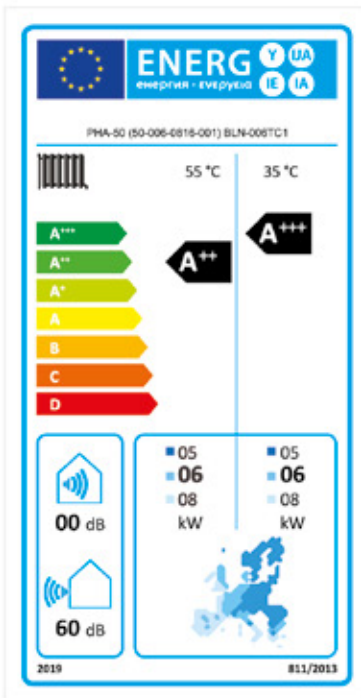 ENERG Y UA
енергия · ενεργεια IE IA
PHA-50 (50-006-0816-001) BLN-006TC1
55 °C 35 °C
A+++
A++
A+
A
B
C
D
A++
A+++
00 dB
60 dB
05
06
08
kW
05
06
08
kW
2019 811/2013